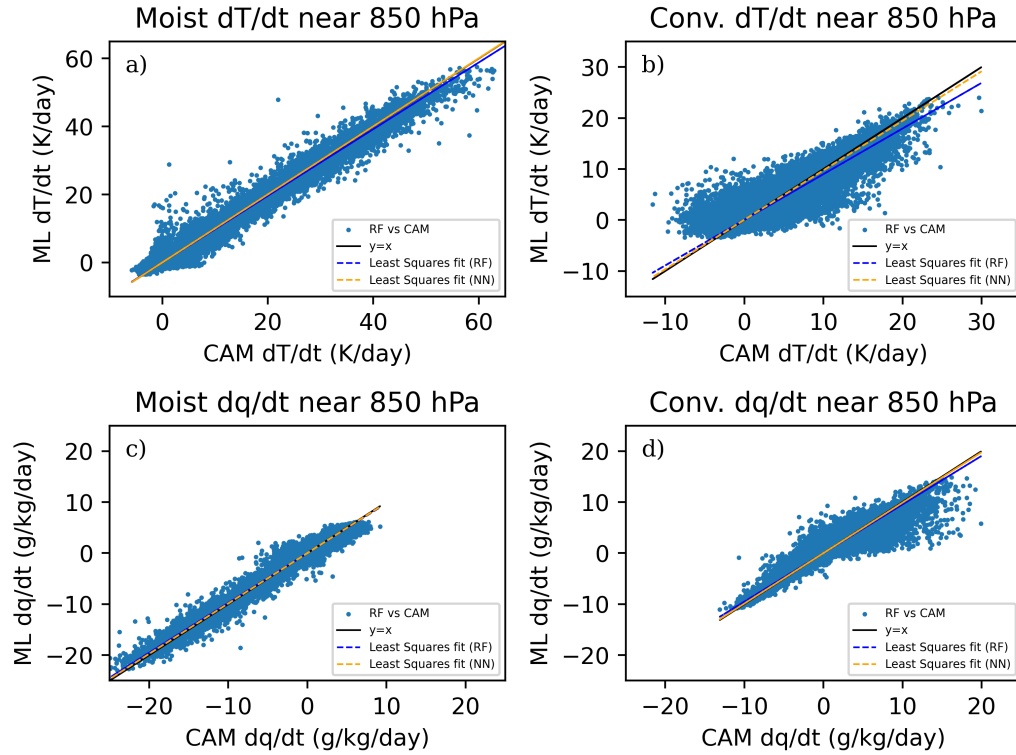 Moist dT/dt near 850 hPa
a)
ML dT/dt (K/day)
60
40
20
0
0
20
40
60
CAM dT/dt (K/day)
RF vs CAM
y=x
Least Squares fit (RF)
Least Squares fit (NN)
Conv. dT/dt near 850 hPa
b)
ML dT/dt (K/day)
30
20
10
0
−10
−10
0
10
20
30
CAM dT/dt (K/day)
RF vs CAM
y=x
Least Squares fit (RF)
Least Squares fit (NN)
Moist dq/dt near 850 hPa
c)
ML dq/dt (g/kg/day)
20
10
0
−10
−20
−20
−10
0
10
20
CAM dq/dt (g/kg/day)
RF vs CAM
y=x
Least Squares fit (RF)
Least Squares fit (NN)
Conv. dq/dt near 850 hPa
d)
ML dq/dt (g/kg/day)
20
10
0
−10
−20
−20
−10
0
10
20
CAM dq/dt (g/kg/day)
RF vs CAM
y=x
Least Squares fit (RF)
Least Squares fit (NN)